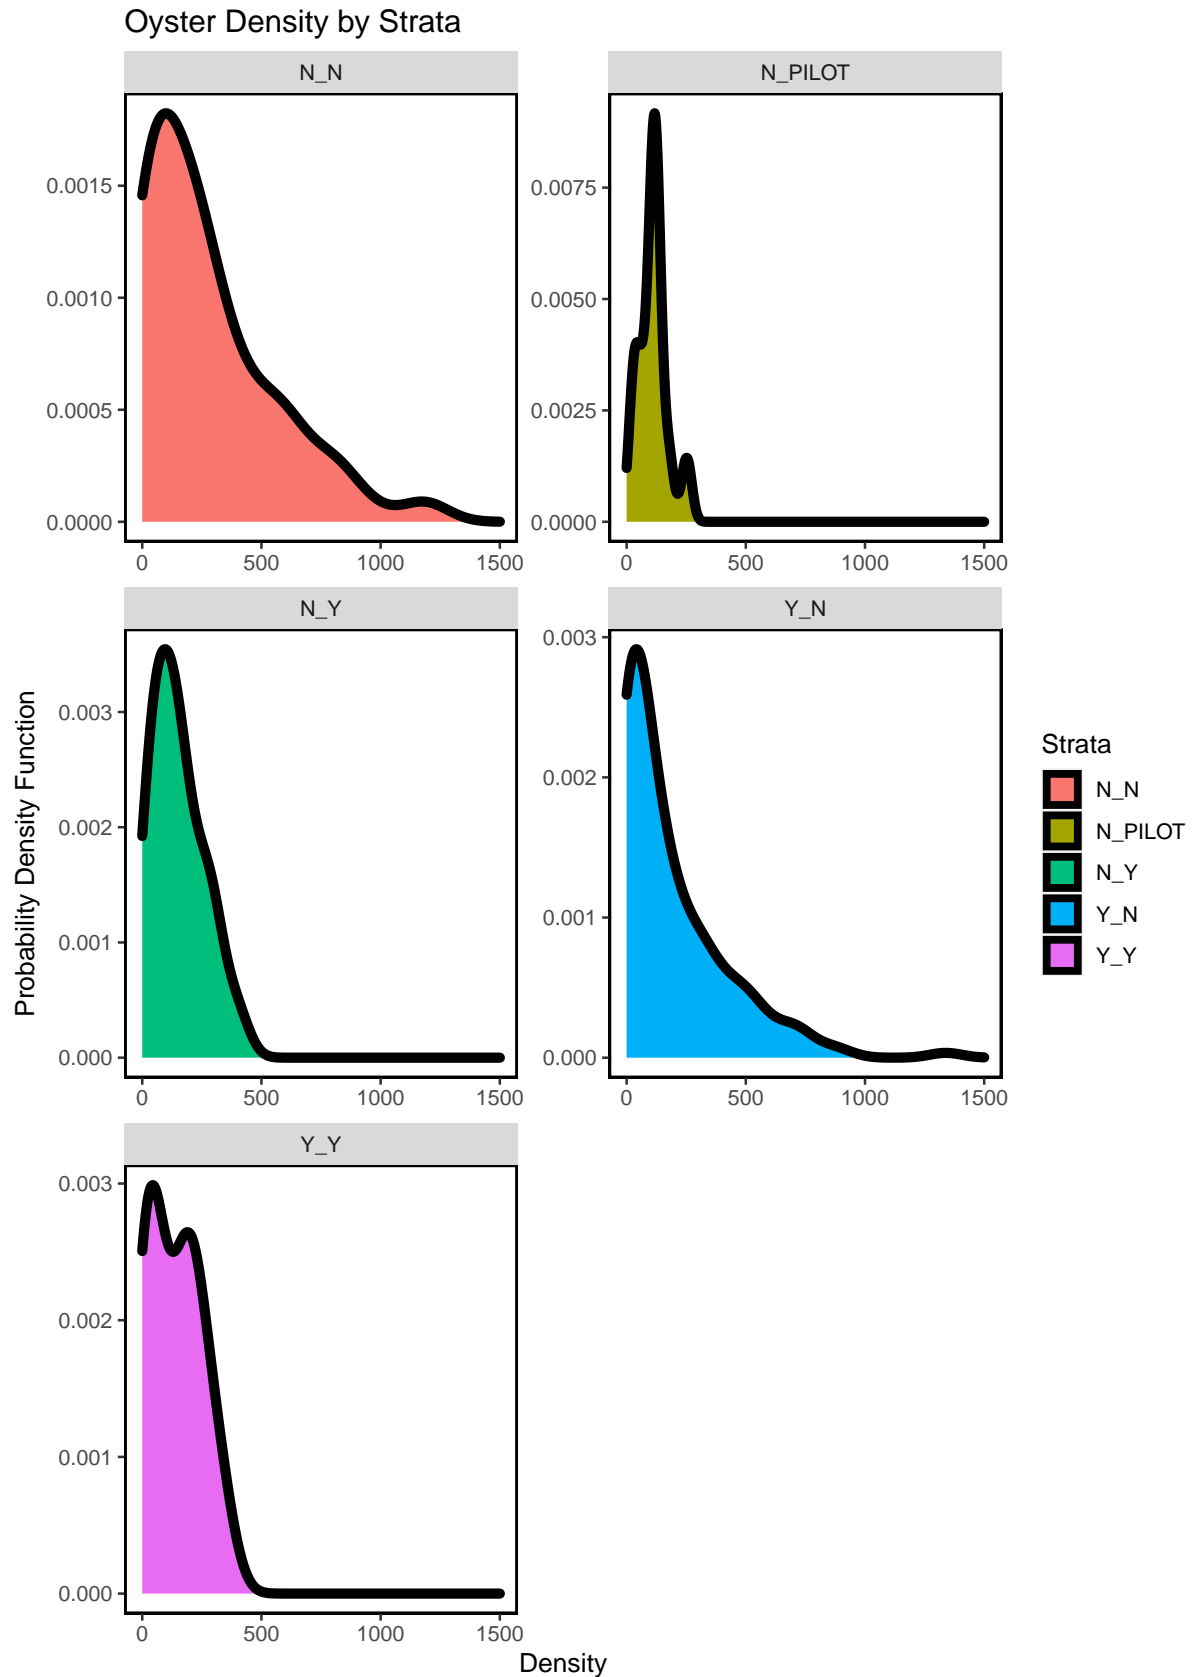 Oyster Density by Strata
N_N
N_PILOT
0.0015
0.0010
0.0005
0.0000
0 500 1000 1500
0.0075
0.0050
0.0025
0.0000
0 500 1000 1500
N_Y
Y_N
Probability Density Function
0.003
0.002
0.001
0.000
0 500 1000 1500
0.003
0.002
0.001
0.000
0 500 1000 1500
Y_Y
0.003
0.002
0.001
0.000
0 500 1000 1500
Density
Strata
N_N
N_PILOT
N_Y
Y_N
Y_Y